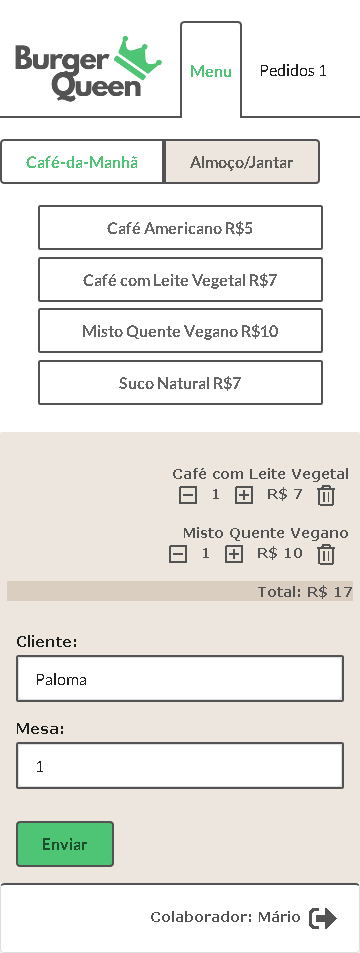 Burger
Queen
Menu
Pedidos 1
Café-da-Manhã
Almoço/Jantar
Café Americano R$5
Café com Leite Vegetal R$7
Misto Quente Vegano R$10
Suco Natural R$7
Café com Leite Vegetal
1 R$ 7
Misto Quente Vegano
1 R$ 10
Total: R$ 17
Cliente:
Paloma
Mesa:
1
Enviar
Colaborador: Mário